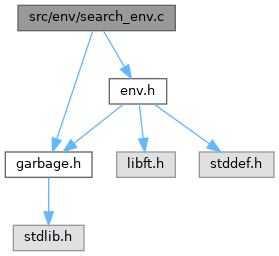 src/env/search_env.c
env.h
garbage.h
libft.h
stddef.h
stdlib.h